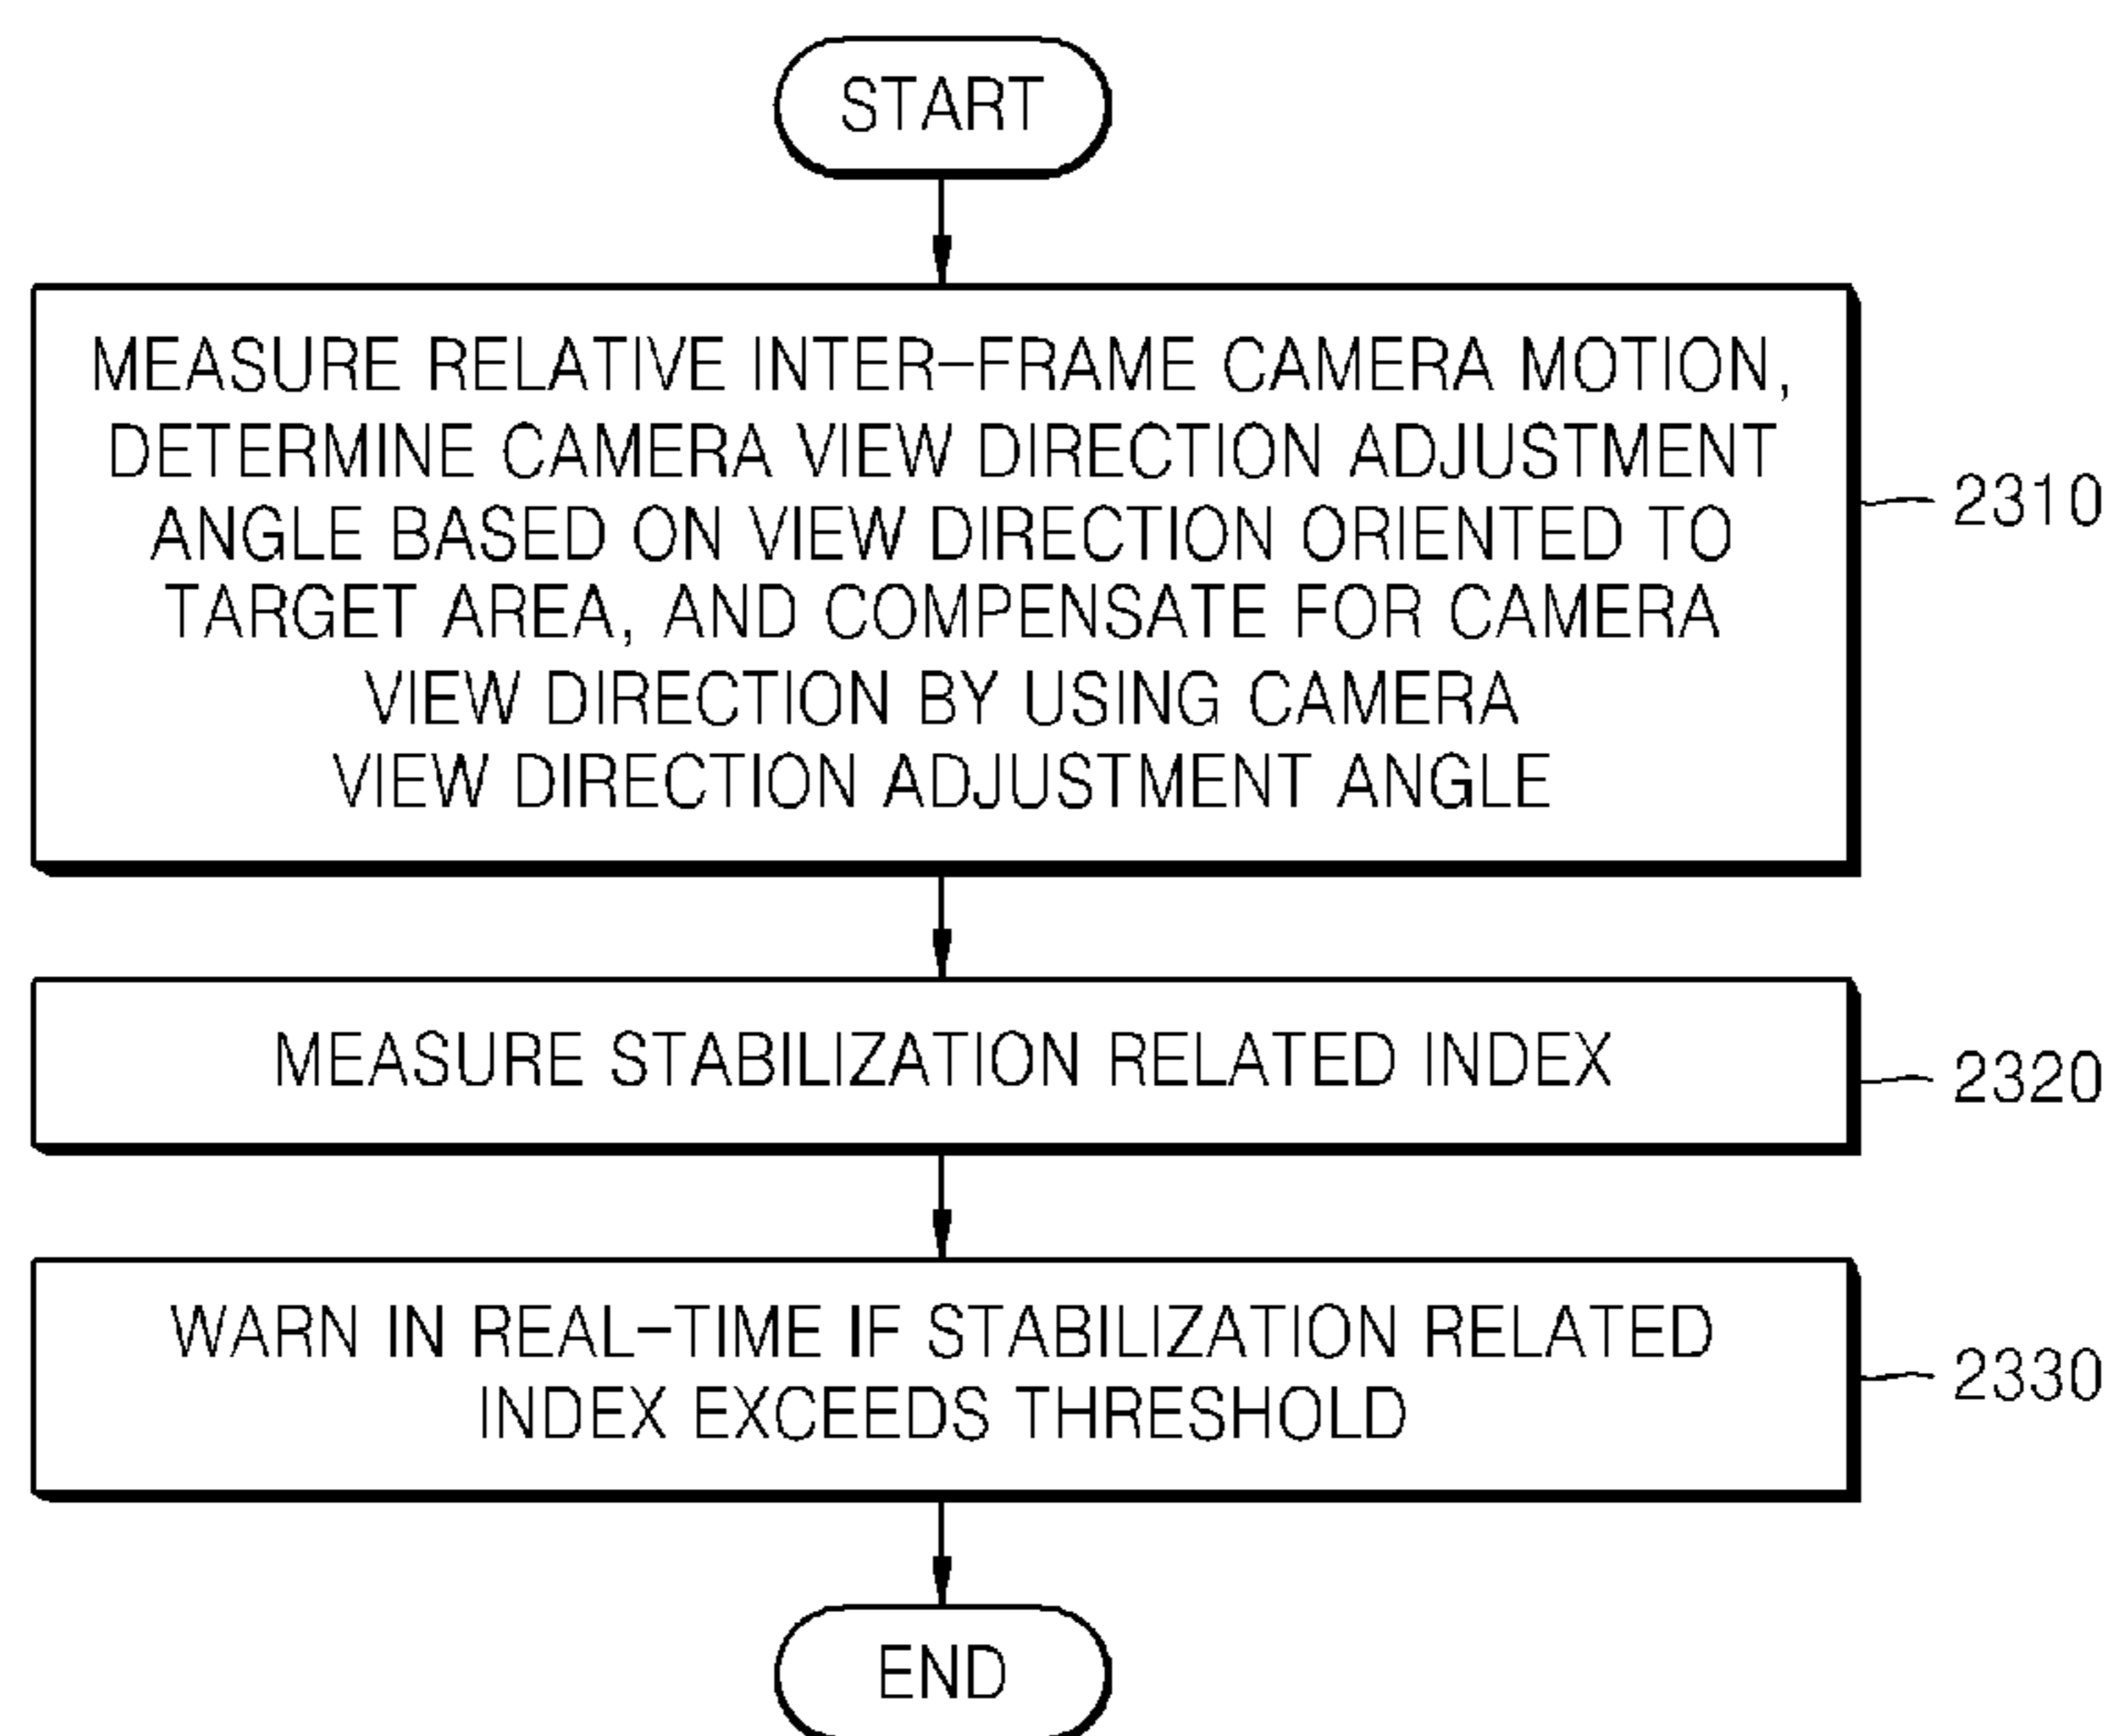 START
MEASURE RELATIVE INTER-FRAME CAMERA MOTION,
DETERMINE CAMERA VIEW DIRECTION ADJUSTMENT
ANGLE BASED ON VIEW DIRECTION ORIENTED TO
TARGET AREA, AND COMPENSATE FOR CAMERA
VIEW DIRECTION BY USING CAMERA
VIEW DIRECTION ADJUSTMENT ANGLE
2310
MEASURE STABILIZATION RELATED INDEX
2320
WARN IN REAL-TIME IF STABILIZATION RELATED
INDEX EXCEEDS THRESHOLD
2330
END